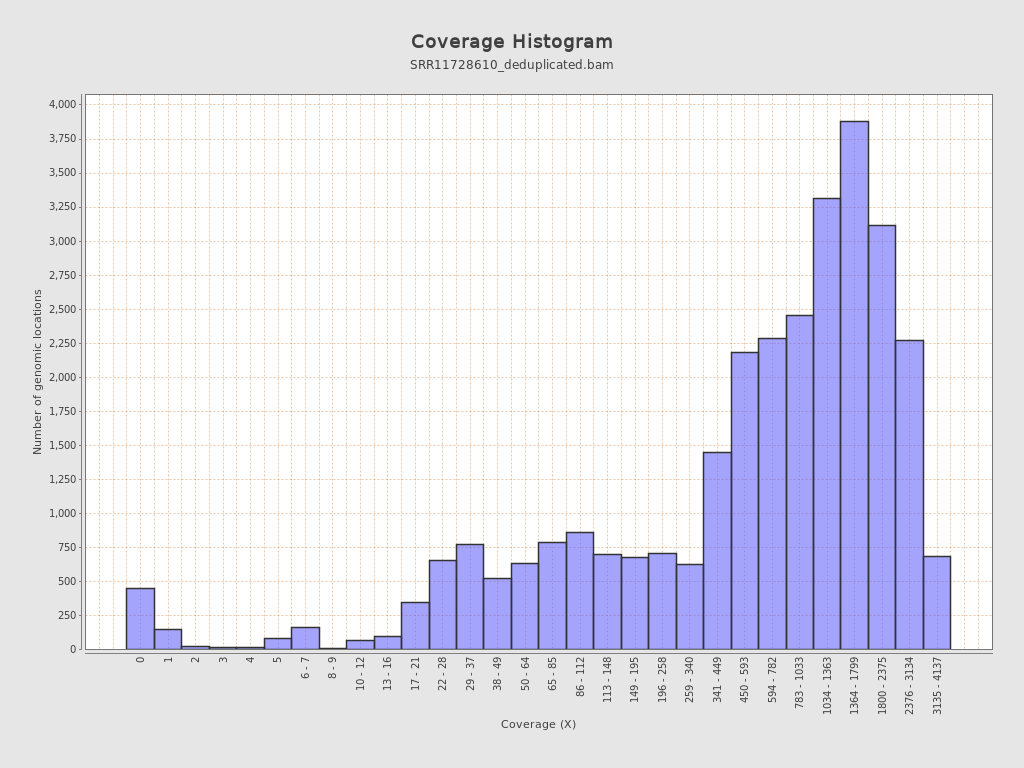 Coverage Histogram
SRR11728610_deduplicated.bam
Number of genomic locations
4,000
3,750
3,500
3,250
3,000
2,750
2,500
2,250
2,000
1,750
1,500
1,250
1,000
750
500
250
0
0
1
2
3
4
5
6 - 7
8 - 9
10 - 12
13 - 16
17 - 21
22 - 28
29 - 37
38 - 49
50 - 64
65 - 85
86 - 112
113 - 148
149 - 195
196 - 258
259 - 340
341 - 449
450 - 593
594 - 782
783 - 1033
1034 - 1363
1364 - 1799
1800 - 2375
2376 - 3134
3135 - 4137
Coverage (X)